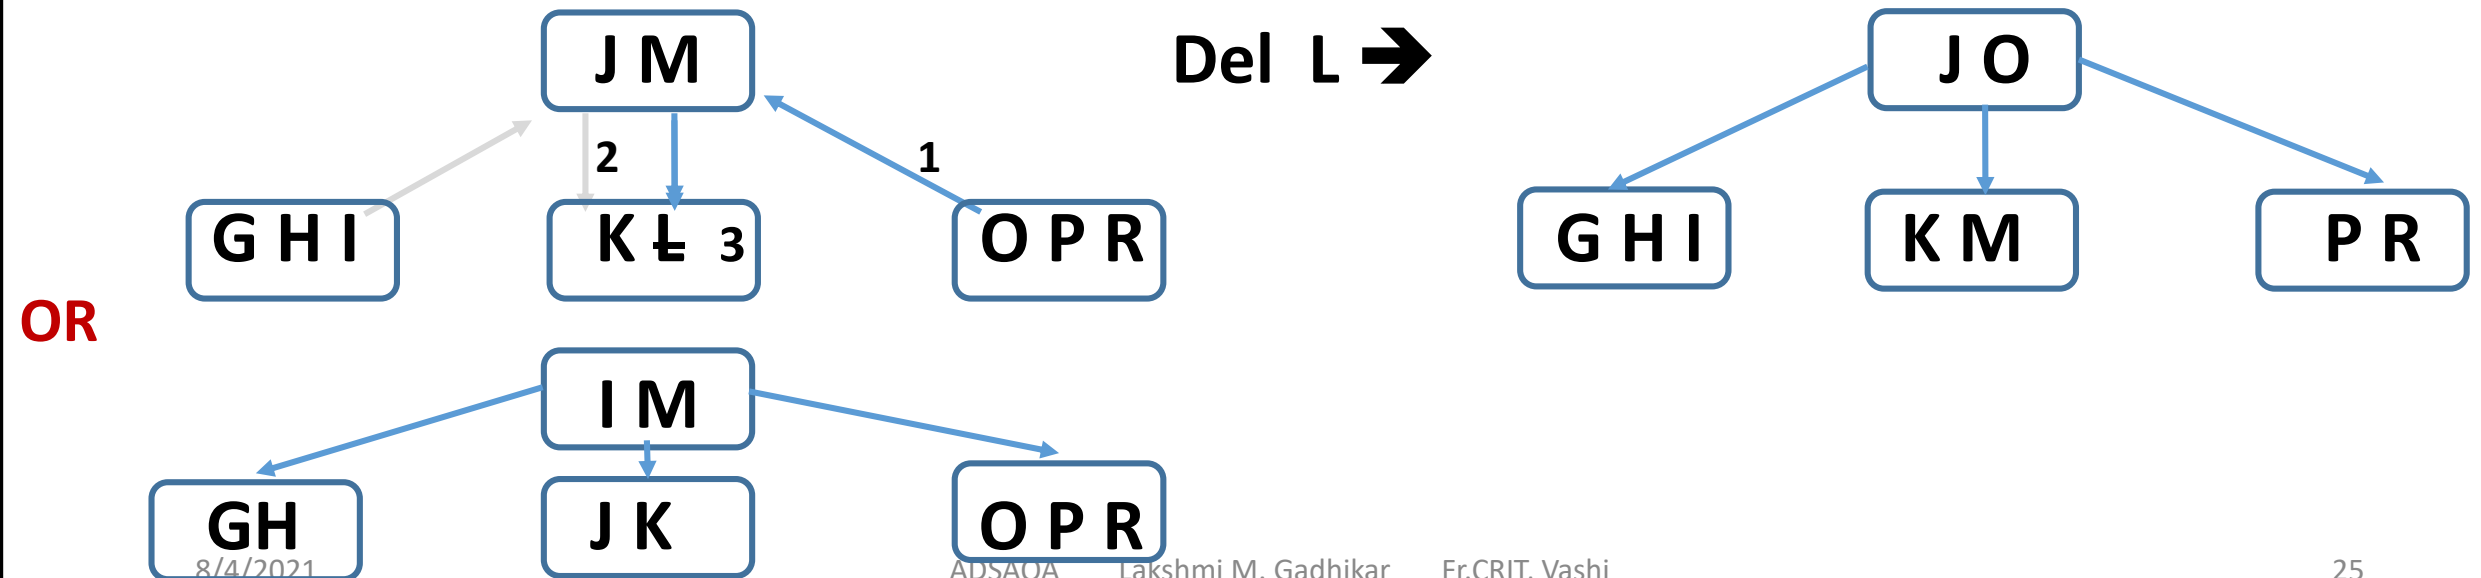 J M
Del L ➔
J O
2
1
G H I
K Ł 3
O P R
G H I
K M
P R
OR
I M
GH
J K
O P R
8/4/2021 ADSAOA Lakshmi M. Gadhikar Fr.CRIT. Vashi 25